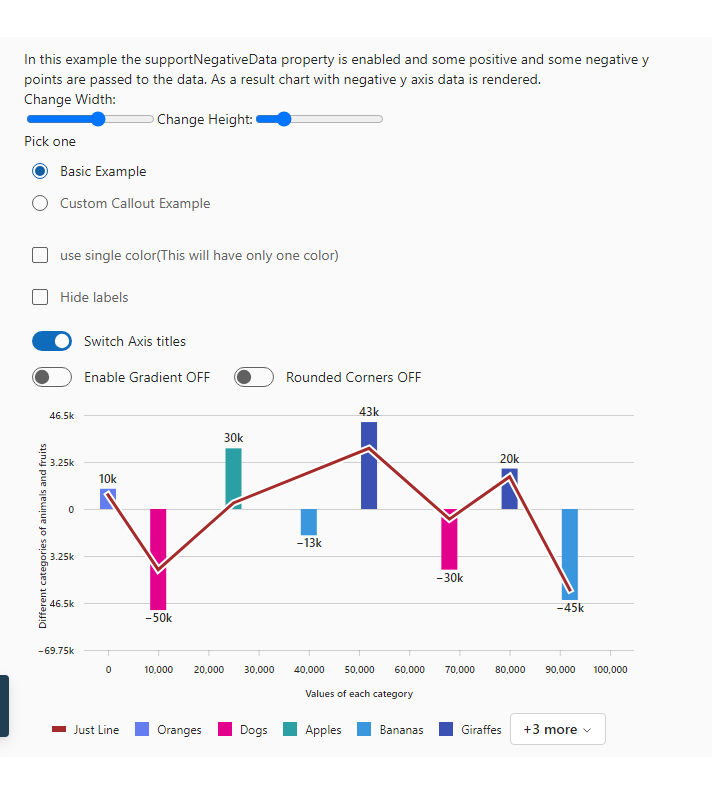 In this example the supportNegativeData property is enabled and some positive and some negative y
points are passed to the data. As a result chart with negative y axis data is rendered.
Change Width:
Change Height:
Pick one
Basic Example
Custom Callout Example
use single color(This will have only one color)
Hide labels
Switch Axis titles
Enable Gradient OFF Rounded Corners OFF
46.5k
3.25k
0
3.25k
46.5k
−69.75k
Different categories of animals and fruits
10k
−50k
30k
−13k
43k
−30k
20k
−45k
0 10,000 20,000 30,000 40,000 50,000 60,000 70,000 80,000 90,000 100,000
Values of each category
Just Line Oranges Dogs Apples Bananas Giraffes +3 more